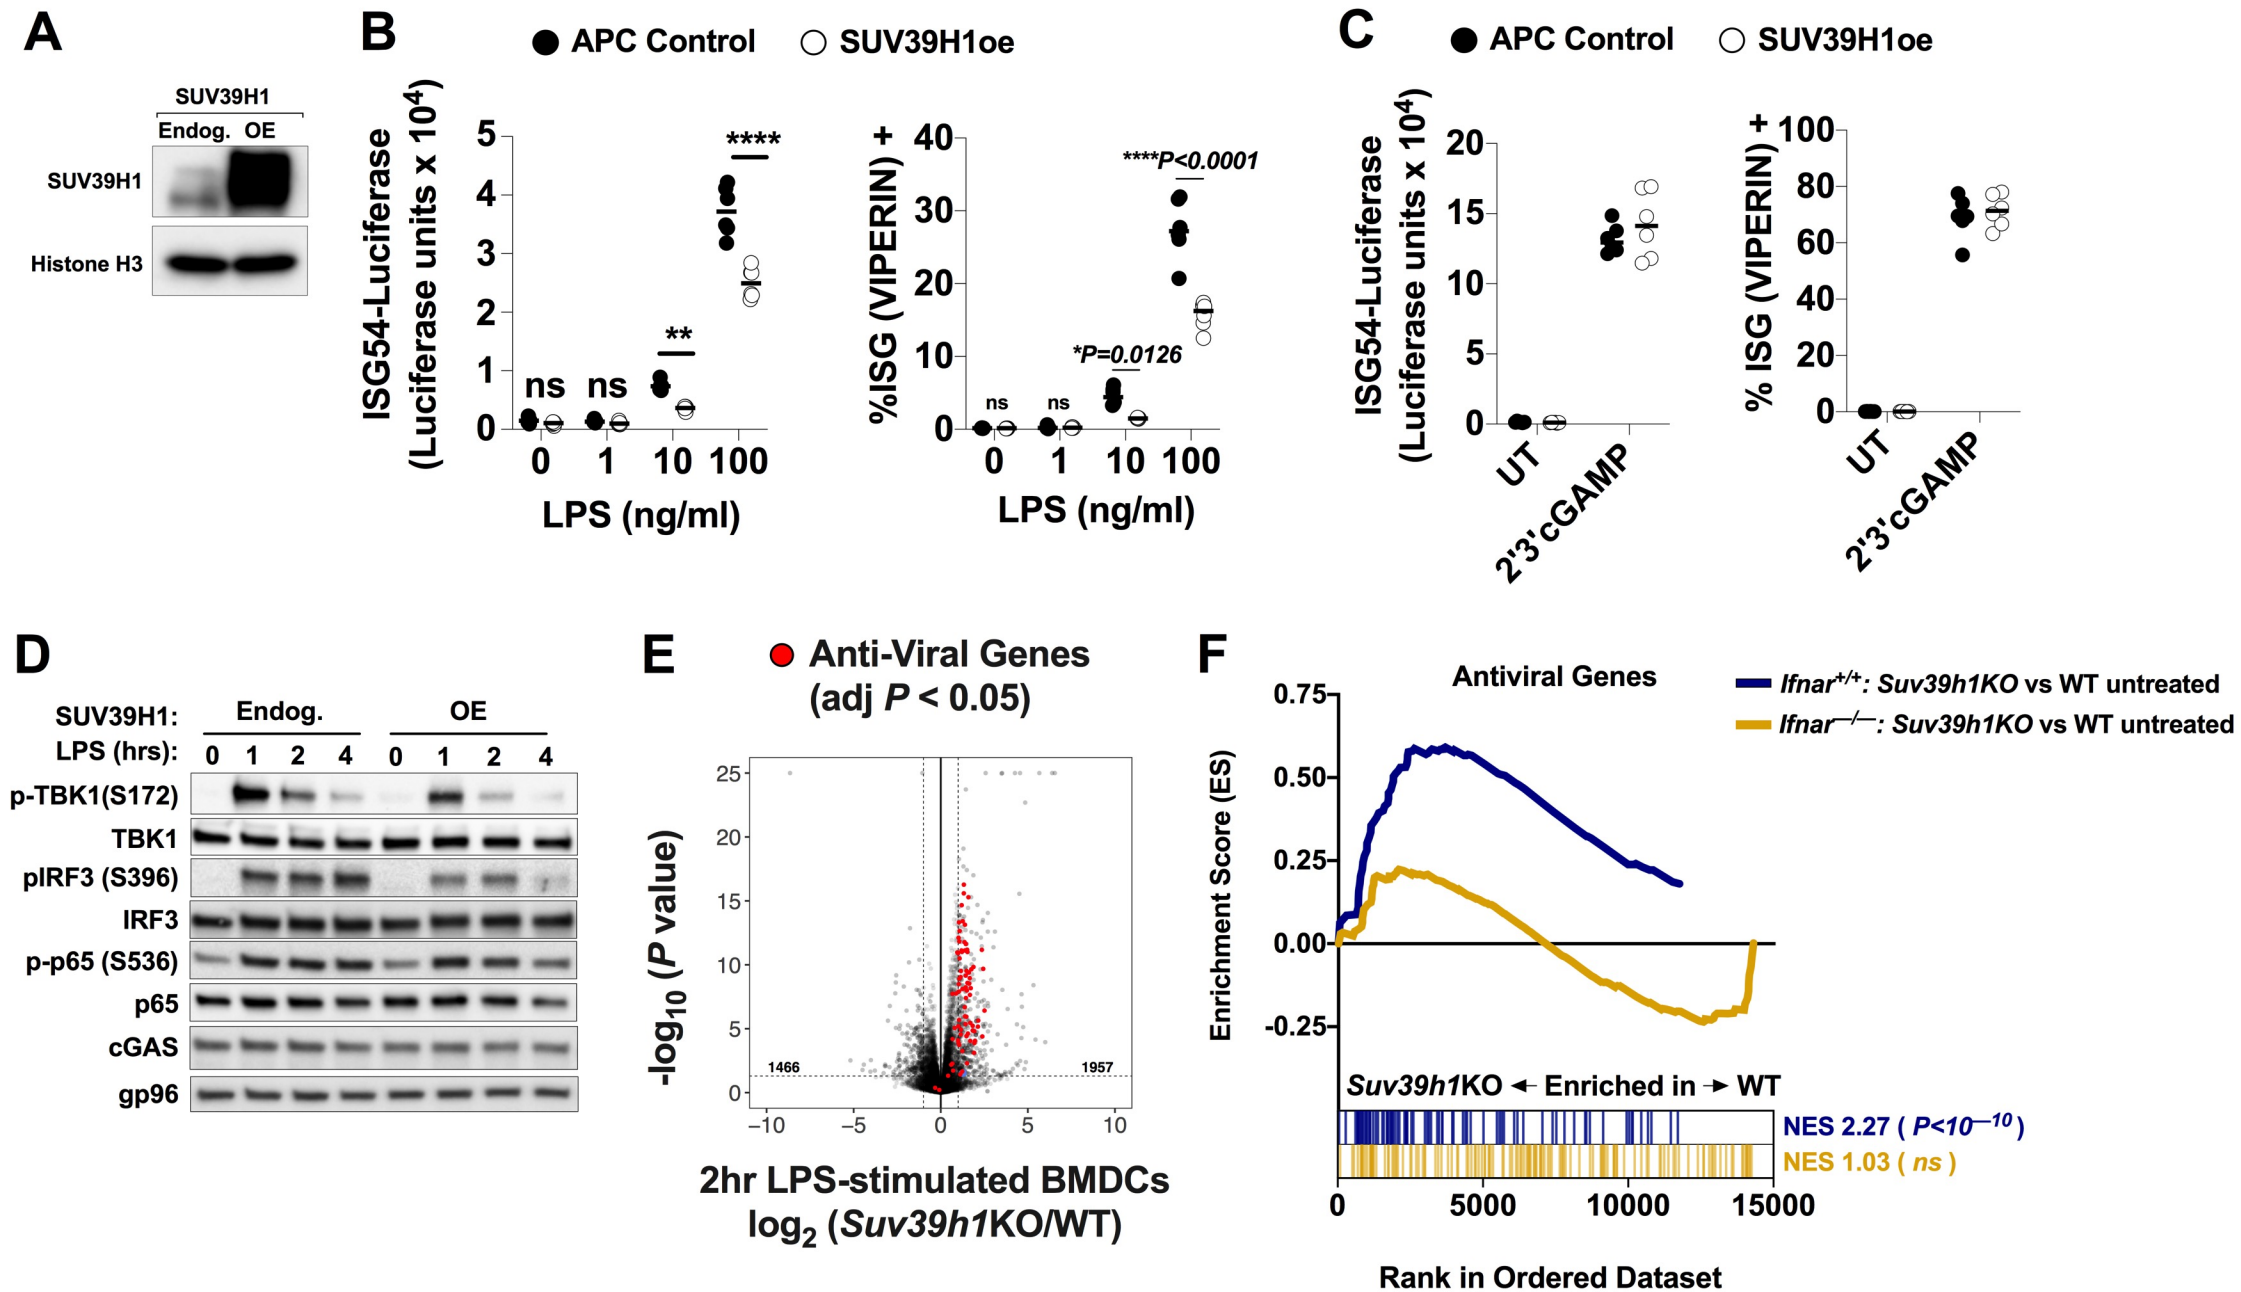 A
SUV39H1
Endog. OE
SUV39H1
Histone H3
B
APC Control SUV39H1oe
ISG54-Luciferase
(Luciferase units x 10⁴)
5
4
3
2
1
0
ns ns ** ****
0 1 10 100
LPS (ng/ml)
%ISG (VIPERIN) +
40
30
20
10
0
ns ns *P=0.0126 ****P<0.0001
0 1 10 100
LPS (ng/ml)
C
APC Control SUV39H1oe
ISG54-Luciferase
(Luciferase units x 10⁴)
20
15
10
5
0
UT
2'3'cGAMP
% ISG (VIPERIN) +
100
80
60
40
20
0
UT
2'3'cGAMP
D
SUV39H1: Endog. OE
LPS (hrs): 0 1 2 4 0 1 2 4
p-TBK1(S172)
TBK1
pIRF3 (S396)
IRF3
p-p65 (S536)
p65
cGAS
gp96
E
Anti-Viral Genes
(adj P < 0.05)
-log₁₀ (P value)
25
20
15
10
5
0
1466 1957
−10 −5 0 5 10
2hr LPS-stimulated BMDCs
log₂ (Suv39h1KO/WT)
F
Antiviral Genes
Ifnar⁺/⁺: Suv39h1KO vs WT untreated
Ifnar⁻/⁻: Suv39h1KO vs WT untreated
Enrichment Score (ES)
0.75
0.50
0.25
0.00
-0.25
Suv39h1KO ← Enriched in → WT
NES 2.27 ( P<10⁻¹⁰ )
NES 1.03 ( ns )
0 5000 10000 15000
Rank in Ordered Dataset